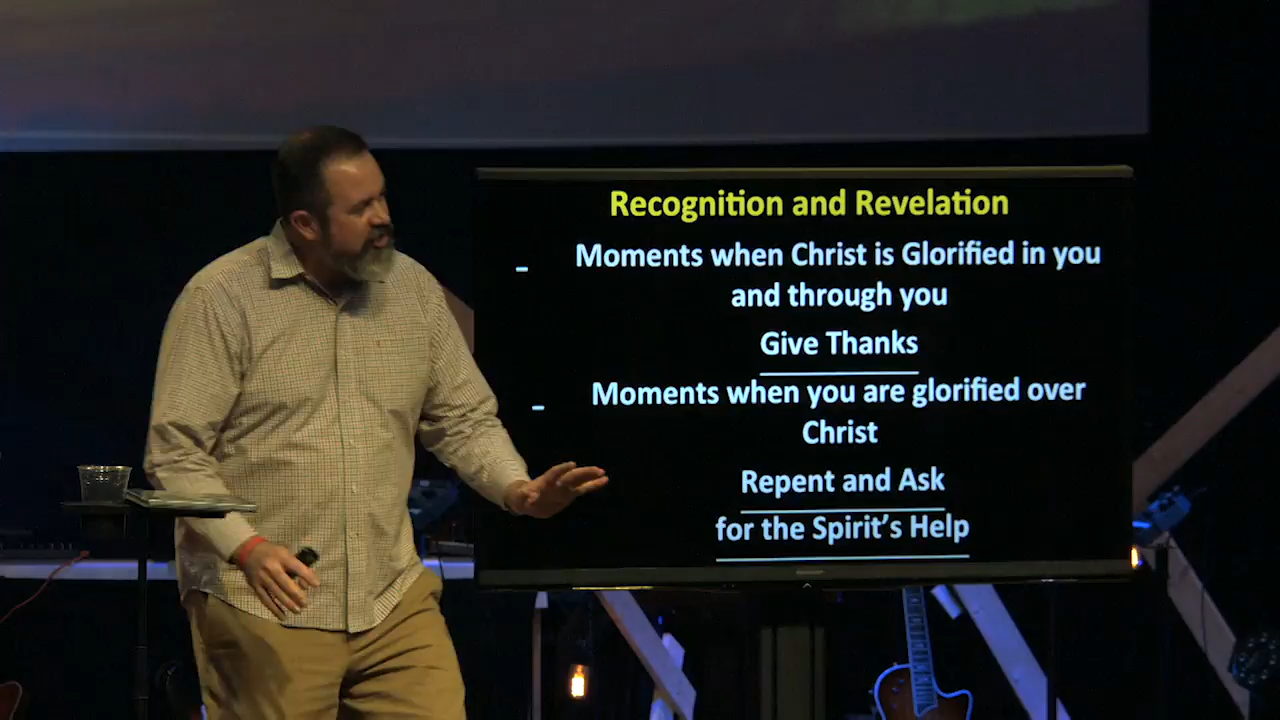 Recognition and Revelation
- Moments when Christ is Glorified in you
and through you
Give Thanks
- Moments when you are glorified over
Christ
Repent and Ask
for the Spirit's Help